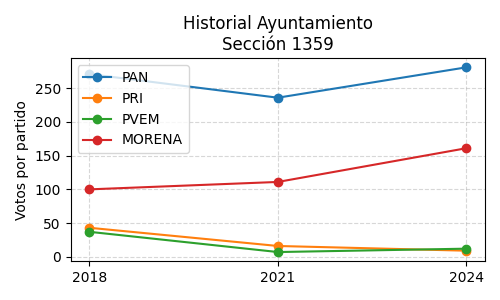 Historial Ayuntamiento
Sección 1359
Votos por partido
250
200
150
100
50
0
PAN
PRI
PVEM
MORENA
2018
2021
2024